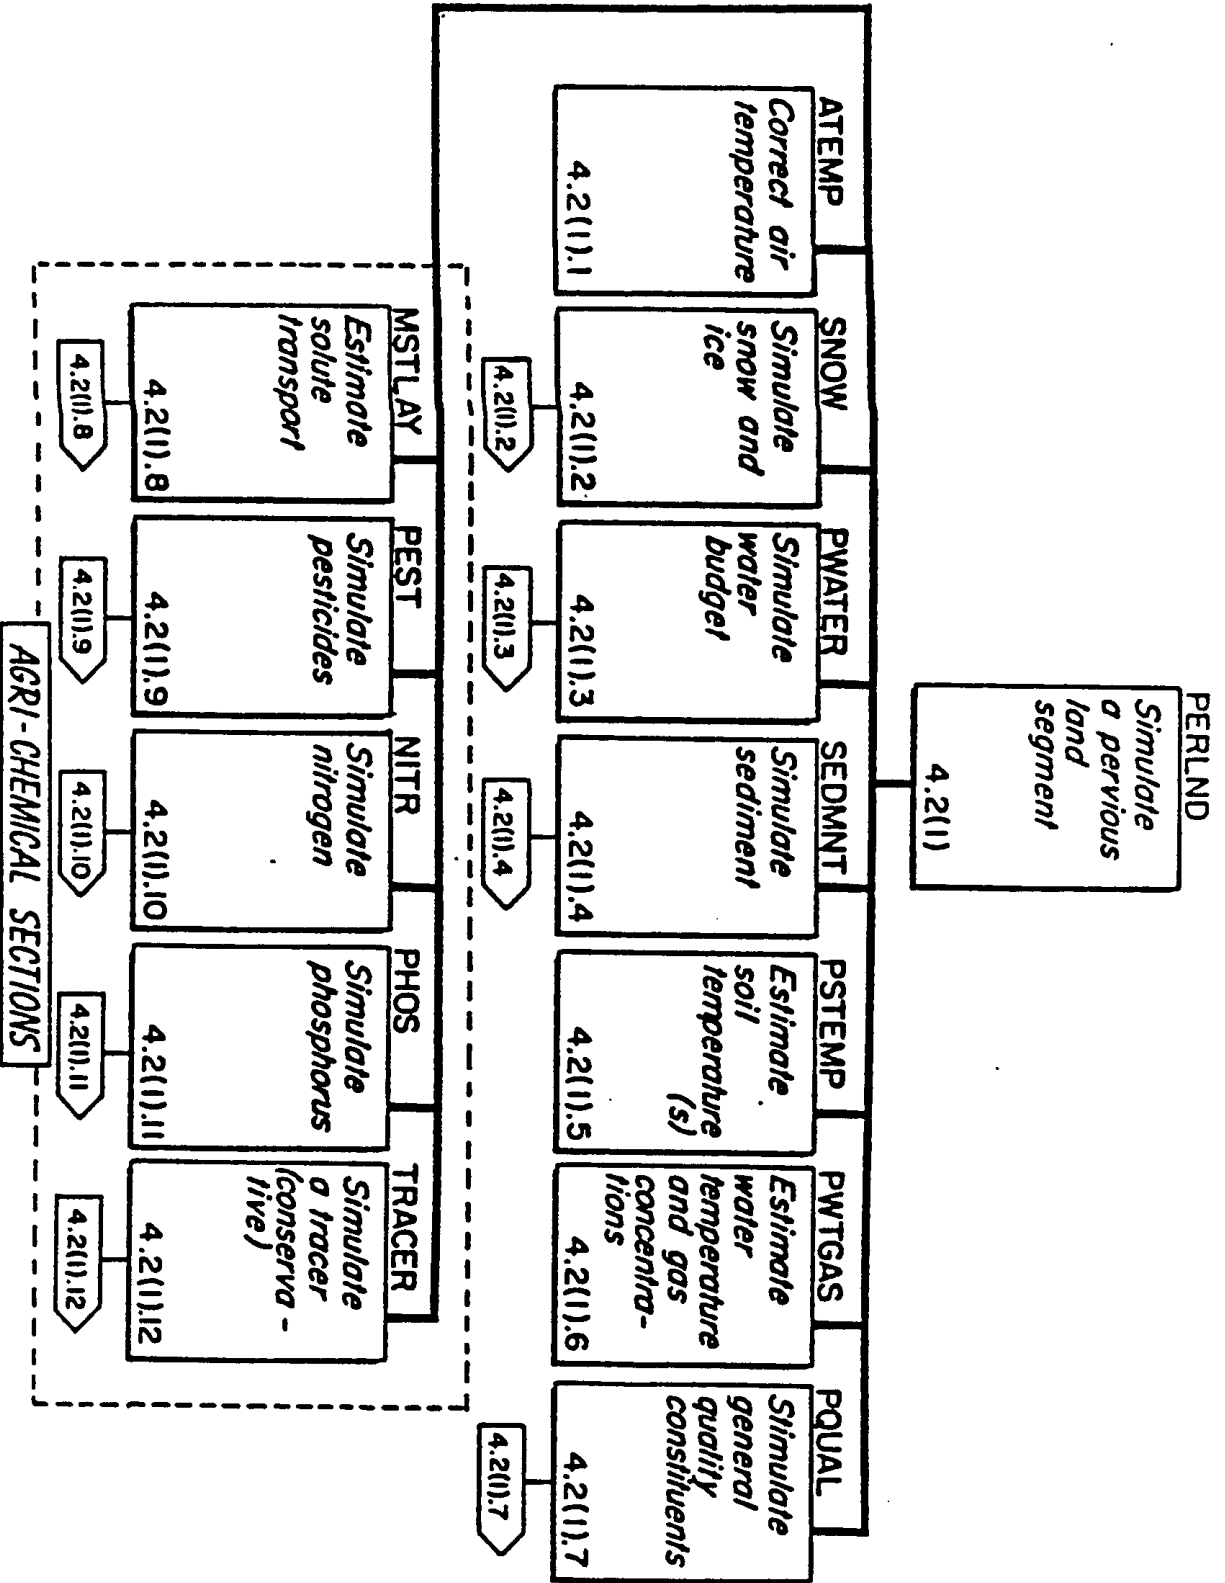 PERLND
Simulate
a pervious
land
segment
4.2(1)
ATEMP
Correct air
temperature
4.2(1).1
SNOW
Simulate
snow and
ice
4.2(1).2
4.2(1).2
PWATER
Simulate
water
budget
4.2(1).3
4.2(1).3
SEDMNT
Simulate
sediment
4.2(1).4
4.2(1).4
PSTEMP
Estimate
soil
temperature
(s)
4.2(1).5
PWTGAS
Estimate
water
temperature
and gas
concentra-
tions
4.2(1).6
PQUAL
Stimulate
general
quality
constituents
4.2(1).7
4.2(1).7
MSTLAY
Estimate
solute
transport
4.2(1).8
4.2(1).8
PEST
Simulate
pesticides
4.2(1).9
4.2(1).9
NITR
Simulate
nitrogen
4.2(1).10
4.2(1).10
PHOS
Simulate
phosphorus
4.2(1).11
4.2(1).11
TRACER
Simulate
a tracer
(conserva-
tive)
4.2(1).12
4.2(1).12
AGRI-CHEMICAL SECTIONS